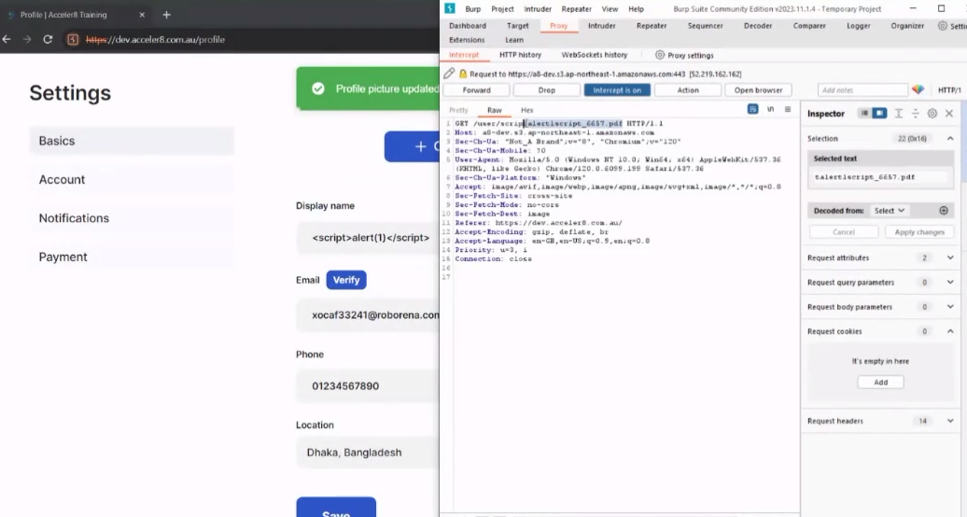 Profile | Acceler8 Training
https://dev.acceler8.com.au/profile
Settings
Basics
Account
Notifications
Payment
Profile picture updated
+
Display name
<script>alert(1)</script>
Email Verify
xocaf33241@roborena.com
Phone
01234567890
Location
Dhaka, Bangladesh
Save
Burp Project Intruder Repeater View Help Burp Suite Community Edition v2023.11.1.4 - Temporary Project
Dashboard Target Proxy Intruder Repeater Sequencer Decoder Comparer Logger Organizer
Extensions Learn
Intercept HTTP history WebSockets history Proxy settings
Request to https://a8-dev.s3.ap-northeast-1.amazonaws.com:443 [52.219.162.162]
Forward Drop Intercept is on Action Open browser Add notes HTTP/1
Pretty Raw Hex
1 GET /user/scriptalert1script_6657.pdf HTTP/1.1
2 Host: a8-dev.s3.ap-northeast-1.amazonaws.com
3 Sec-Ch-Ua: "Not_A Brand";v="8", "Chromium";v="120"
4 Sec-Ch-Ua-Mobile: ?0
5 User-Agent: Mozilla/5.0 (Windows NT 10.0; Win64; x64) AppleWebKit/537.36
(KHTML, like Gecko) Chrome/120.0.6099.199 Safari/537.36
6 Sec-Ch-Ua-Platform: "Windows"
7 Accept: image/avif,image/webp,image/apng,image/svg+xml,image/*,*/*;q=0.8
8 Sec-Fetch-Site: cross-site
9 Sec-Fetch-Mode: no-cors
10 Sec-Fetch-Dest: image
11 Referer: https://dev.acceler8.com.au/
12 Accept-Encoding: gzip, deflate, br
13 Accept-Language: en-GB,en-US;q=0.9,en;q=0.8
14 Priority: u=3, i
15 Connection: close
16
17
Inspector
Selection 22 (0x16)
Selected text
talert1script_6657.pdf
Decoded from: Select
Cancel Apply changes
Request attributes 2
Request query parameters 0
Request body parameters 0
Request cookies 0
It's empty in here
Add
Request headers 14